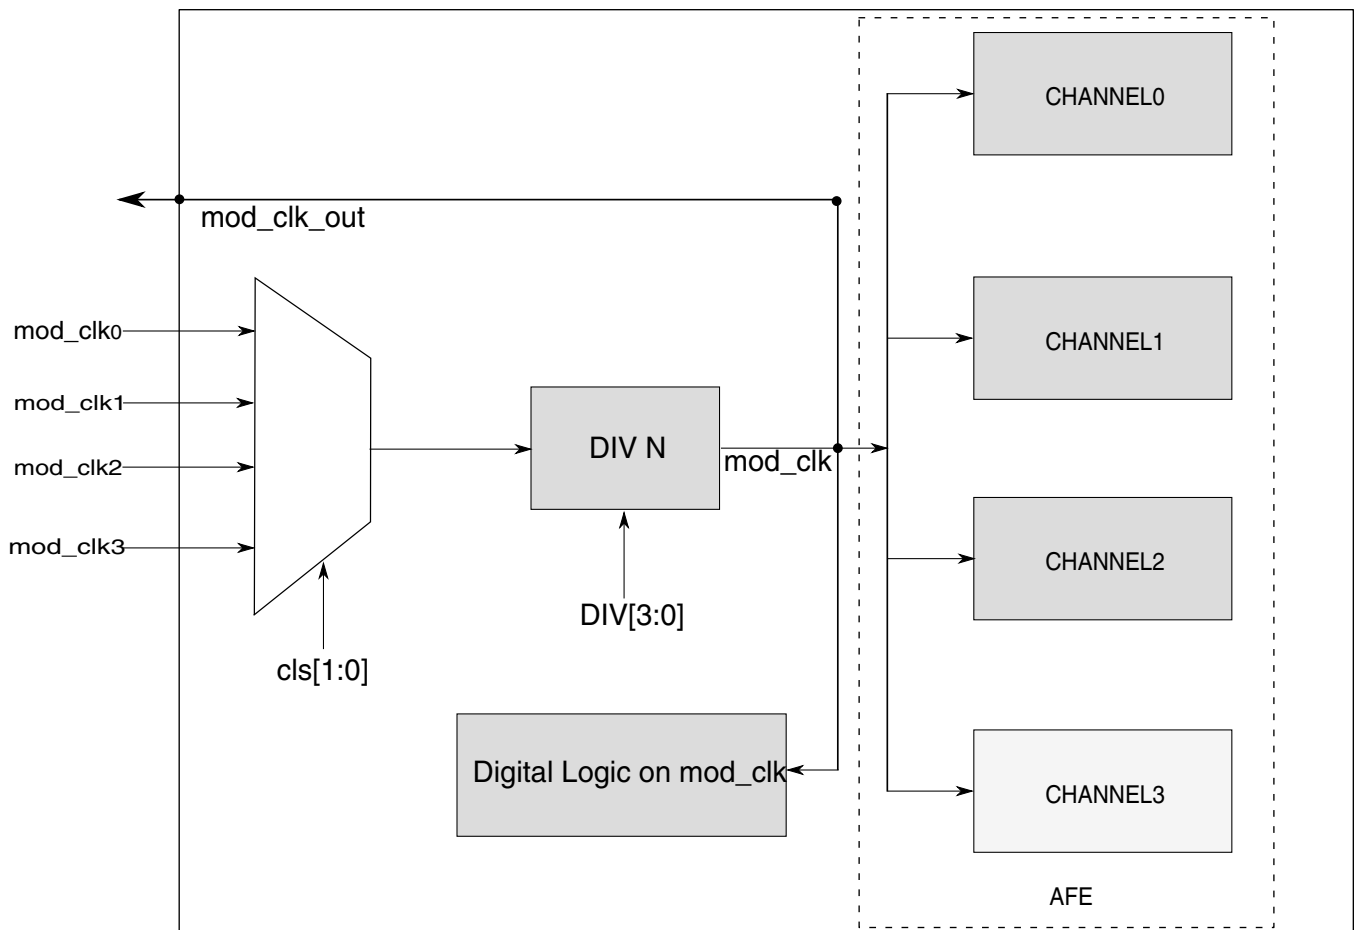 CHANNEL0
mod_clk_out
mod_clk0
CHANNEL1
mod_clk1
DIV N
mod_clk
mod_clk2
mod_clk3
CHANNEL2
DIV[3:0]
cls[1:0]
Digital Logic on mod_clk
CHANNEL3
AFE